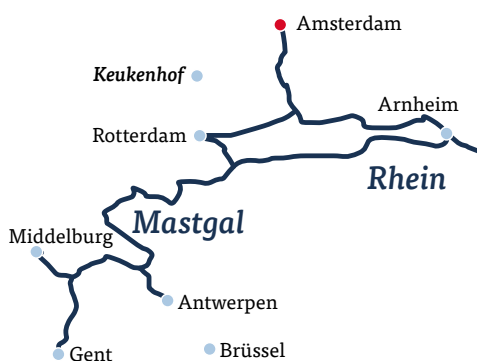 Amsterdam
Keukenhof
Arnheim
Rotterdam
Rhein
Mastgal
Middelburg
Antwerpen
Brüssel
Gent